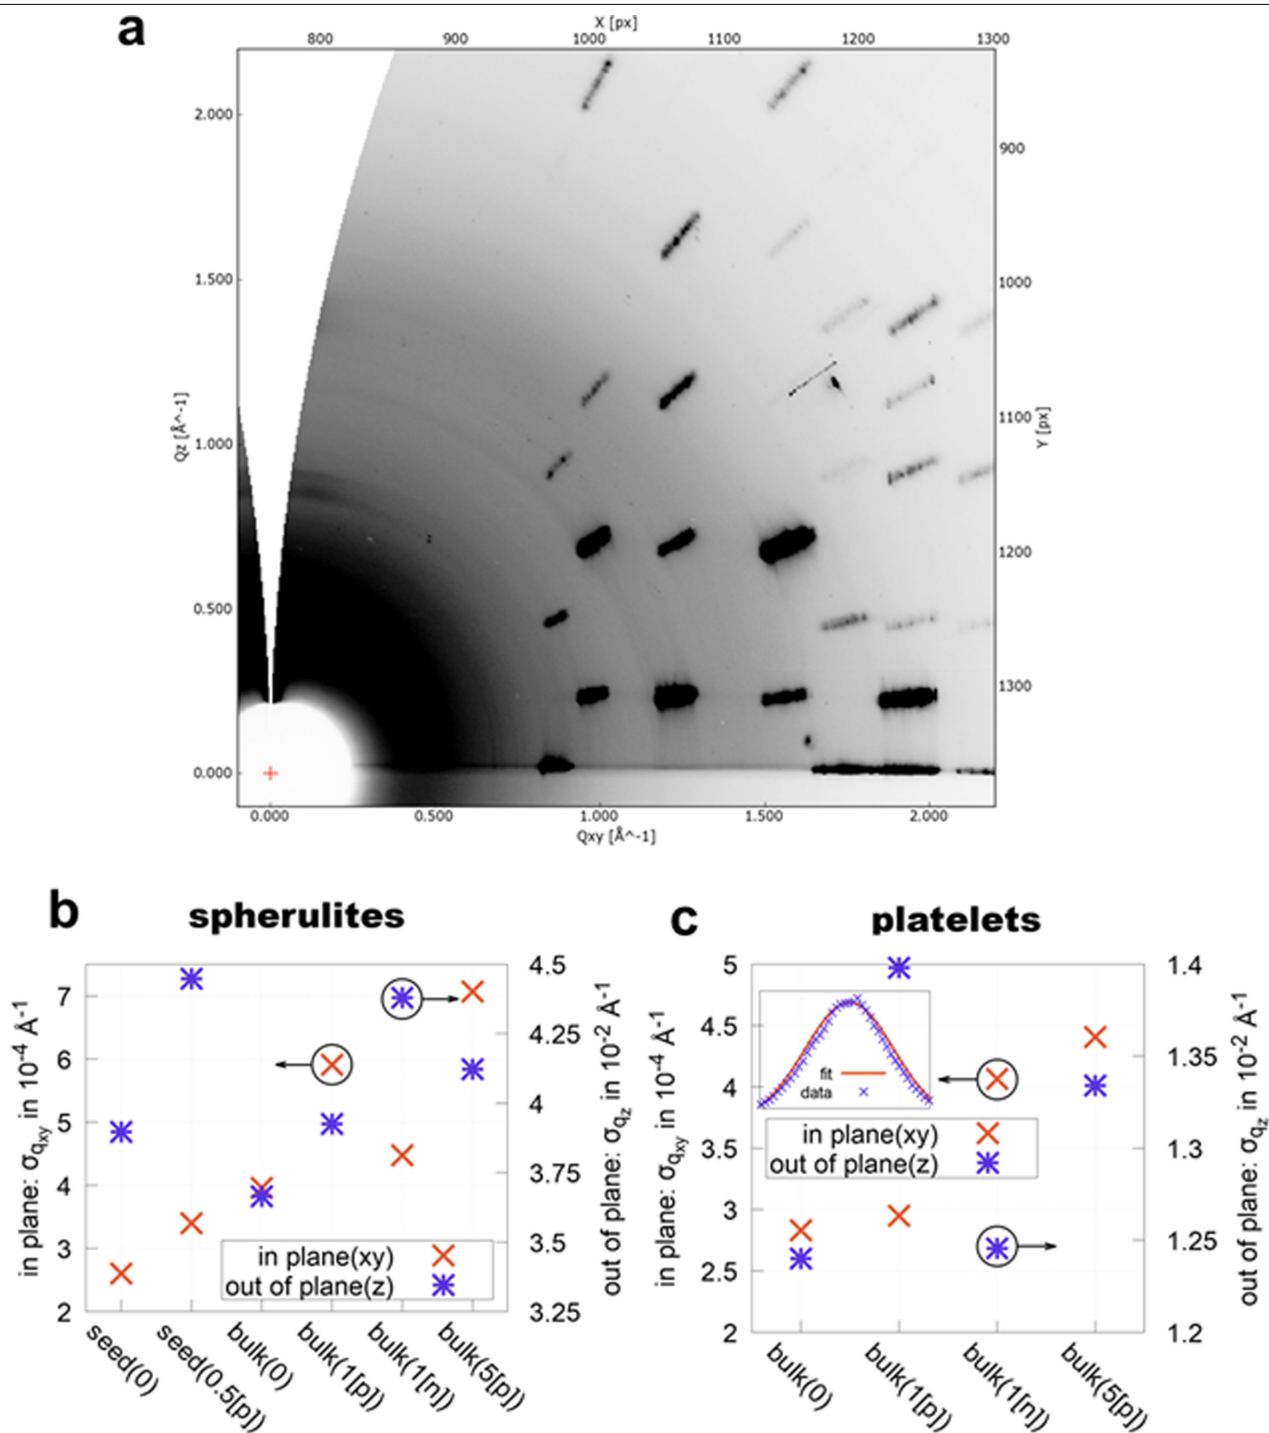 a
X [px]
800 900 1000 1100 1200 1300
2.000
900
1.500
1000
Qz [Å^-1]
1.000
1100
Y [px]
1200
0.500
1300
0.000
0.000 0.500 1.000 1.500 2.000
Qxy [Å^-1]
b
spherulites
in plane: σqxy in 10-4 Å-1
7
6
5
4
3
2
4.5
4.25
4
3.75
3.5
3.25
out of plane: σqz in 10-2 Å-1
in plane(xy)
out of plane(z)
seed(0)
seed(0.5[p])
bulk(0)
bulk(1[p])
bulk(1[n])
bulk(5[p])
c
platelets
in plane: σqxy in 10-4 Å-1
5
4.5
4
3.5
3
2.5
2
fit
data
in plane(xy)
out of plane(z)
1.4
1.35
1.3
1.25
1.2
out of plane: σqz in 10-2 Å-1
bulk(0)
bulk(1[p])
bulk(1[n])
bulk(5[p])